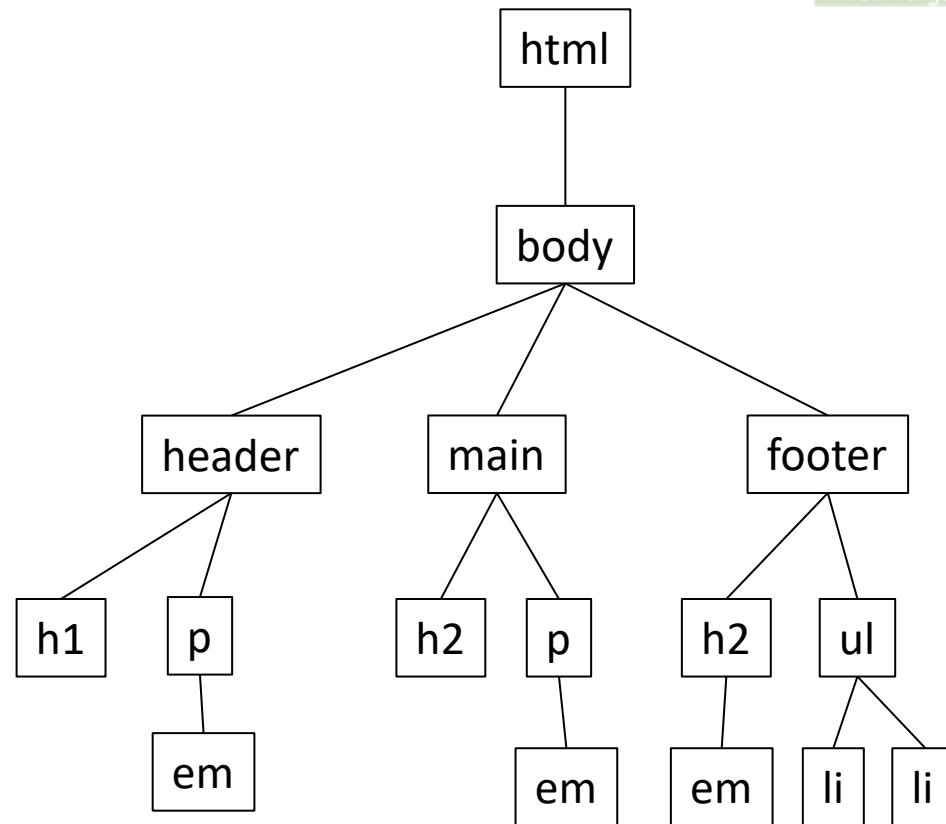 html
body
header main footer
h1 p h2 p h2 ul
em em em li li